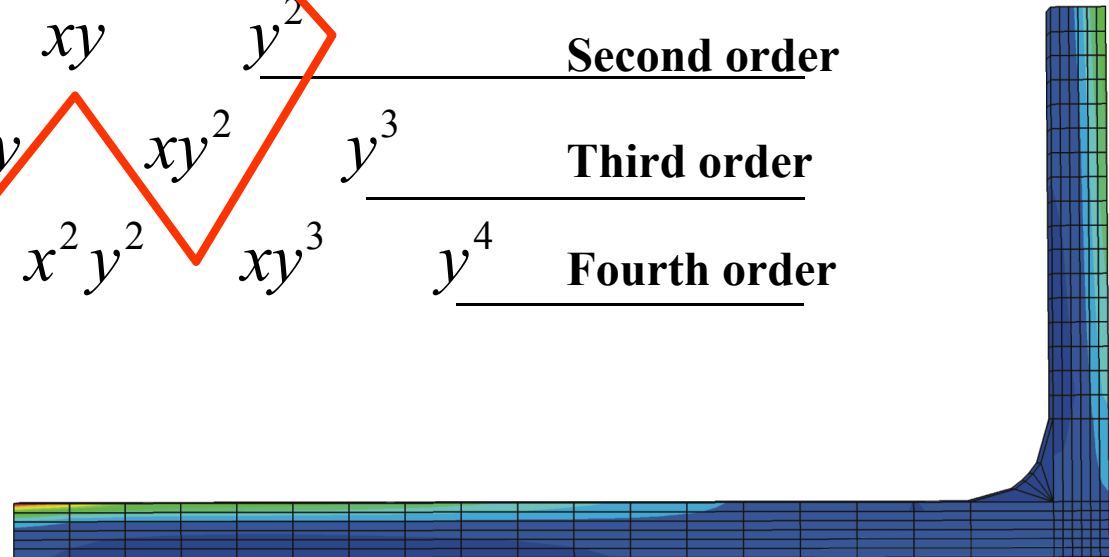 xy y² Second order
y xy² y³ Third order
x²y² xy³ y⁴ Fourth order